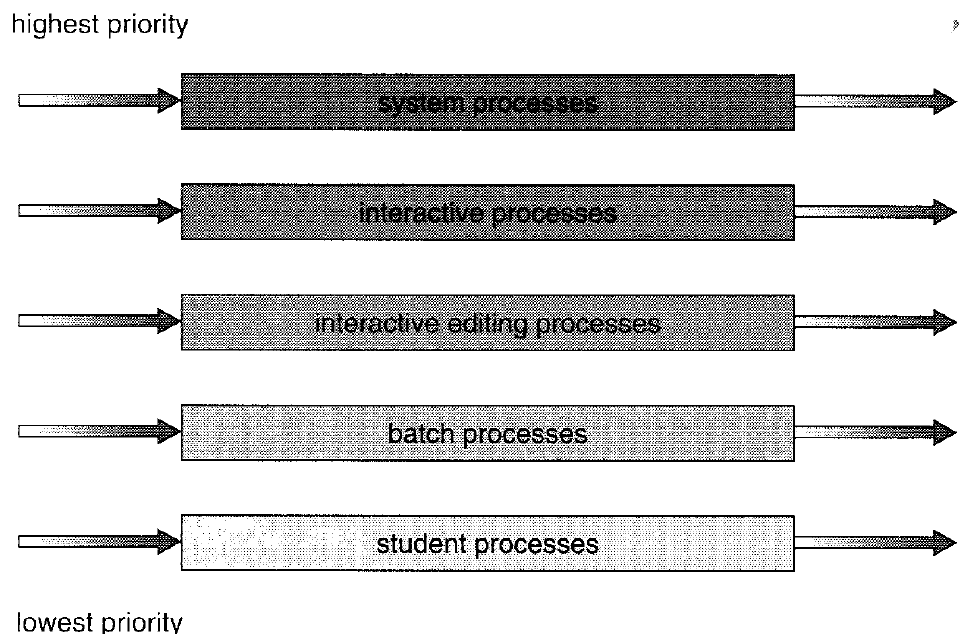 highest priority
system processes
interactive processes
interactive editing processes
batch processes
student processes
lowest priority